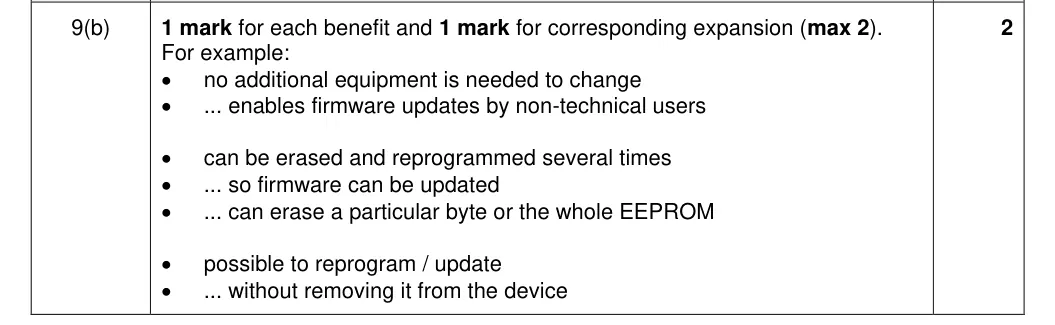 9(b)
1 mark for each benefit and 1 mark for corresponding expansion (max 2).
2
For example:
• no additional equipment is needed to change
• ... enables firmware updates by non-technical users
• can be erased and reprogrammed several times
• ... so firmware can be updated
• ... can erase a particular byte or the whole EEPROM
• possible to reprogram / update
• ... without removing it from the device